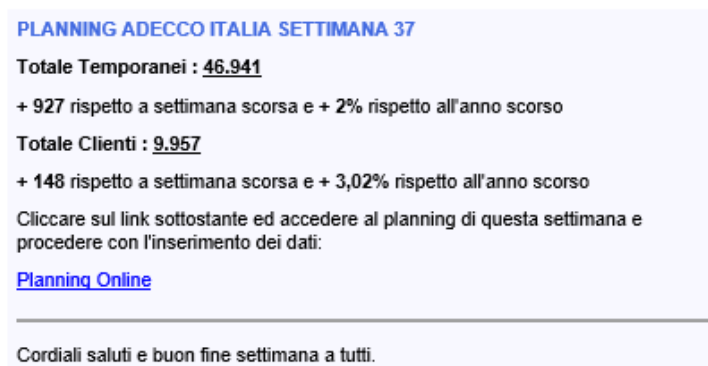 PLANNING ADECCO ITALIA SETTIMANA 37
Totale Temporanei : 46.941
+ 927 rispetto a settimana scorsa e + 2% rispetto all'anno scorso
Totale Clienti : 9.957
+ 148 rispetto a settimana scorsa e + 3,02% rispetto all'anno scorso
Cliccare sul link sottostante ed accedere al planning di questa settimana e
procedere con l'inserimento dei dati:
Planning Online
Cordiali saluti e buon fine settimana a tutti.